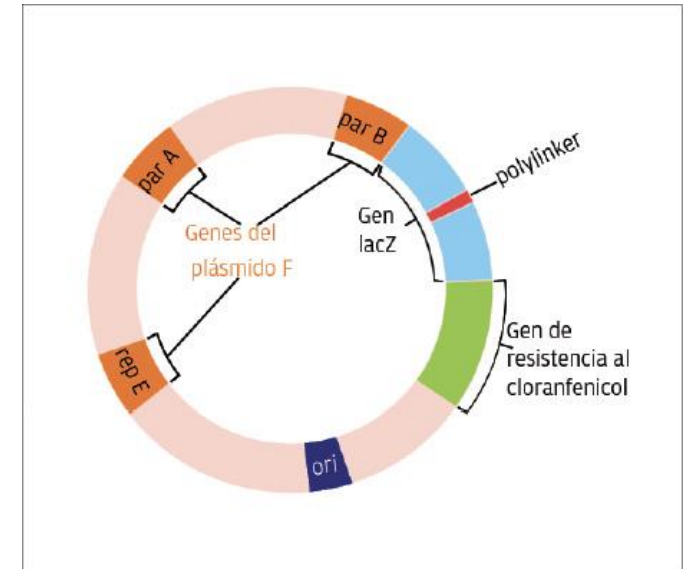 par B
par A
polylinker
Gen
lacZ
Genes del
plásmido F
Gen de
resistencia al
cloranfenicol
rep E
ori